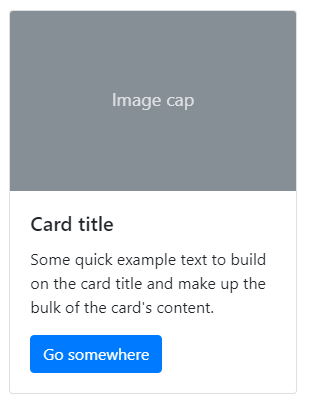 Image cap
Card title
Some quick example text to build
on the card title and make up the
bulk of the card's content.
Go somewhere